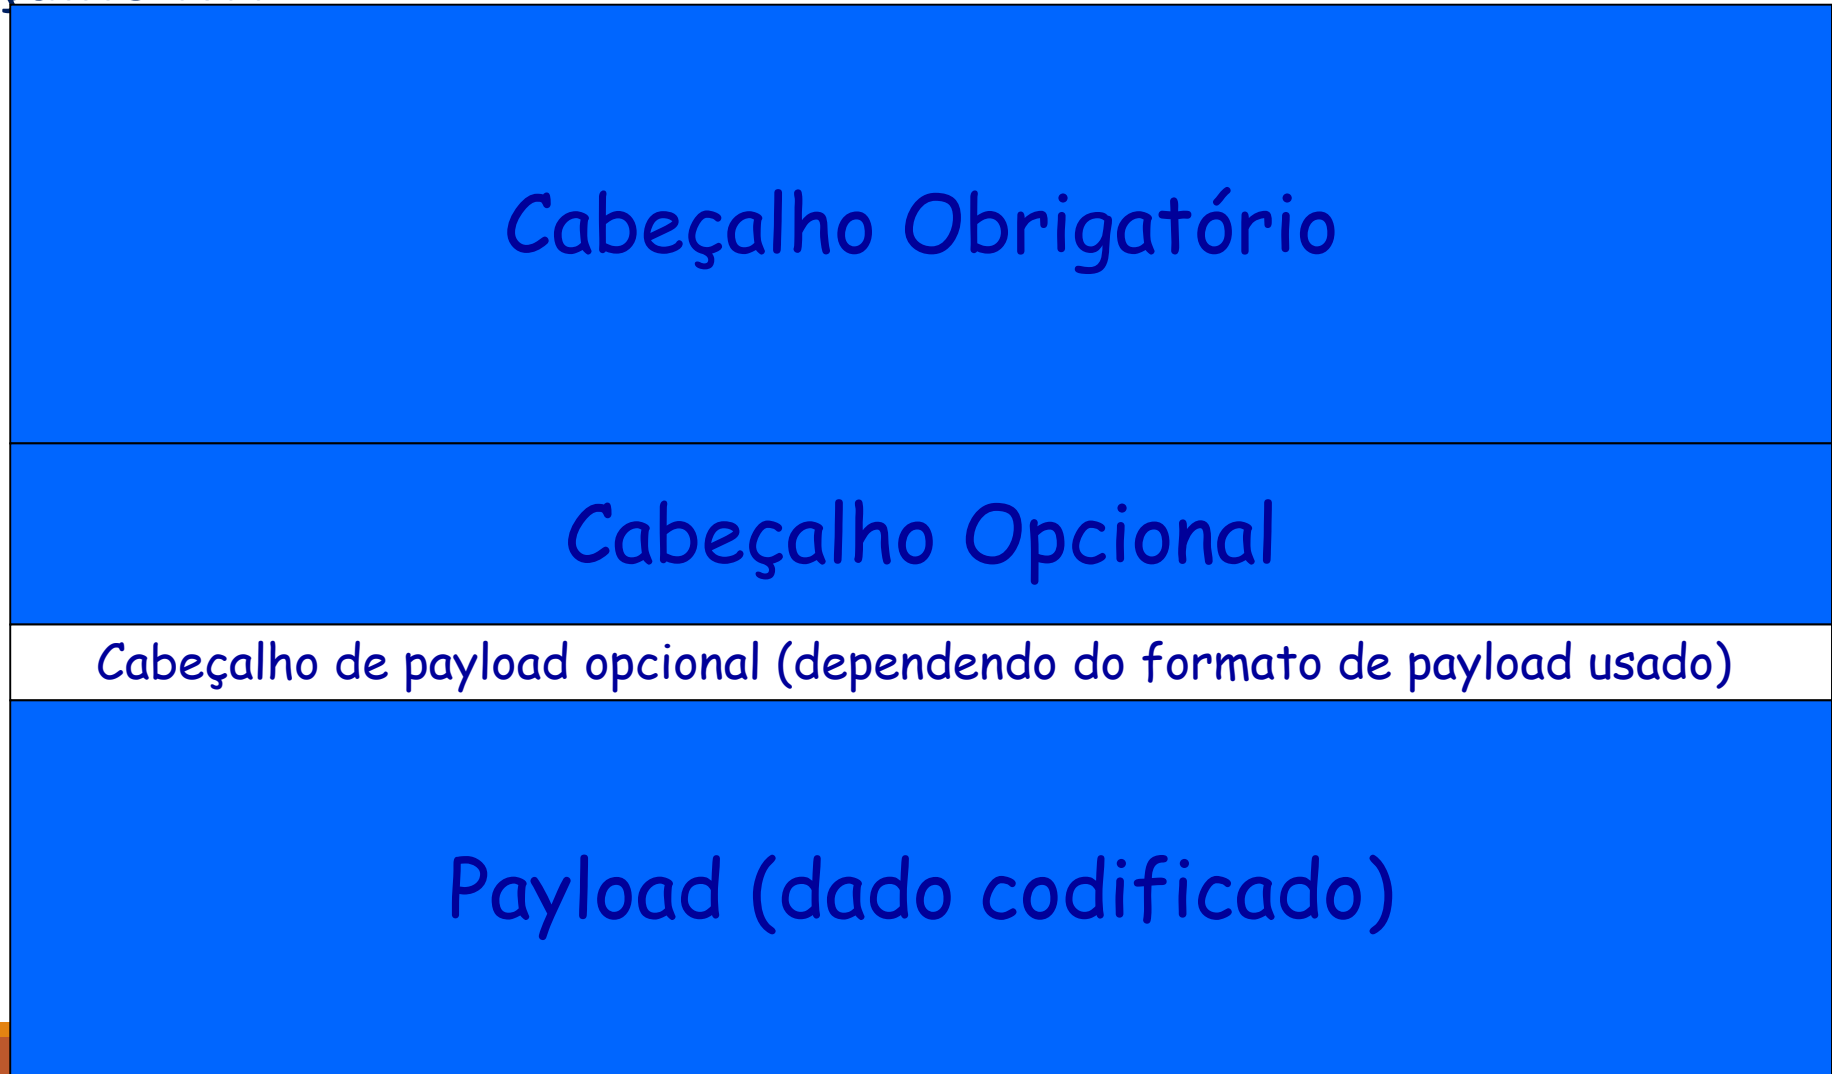 Cabeçalho Obrigatório
Cabeçalho Opcional
Cabeçalho de payload opcional (dependendo do formato de payload usado)
Payload (dado codificado)